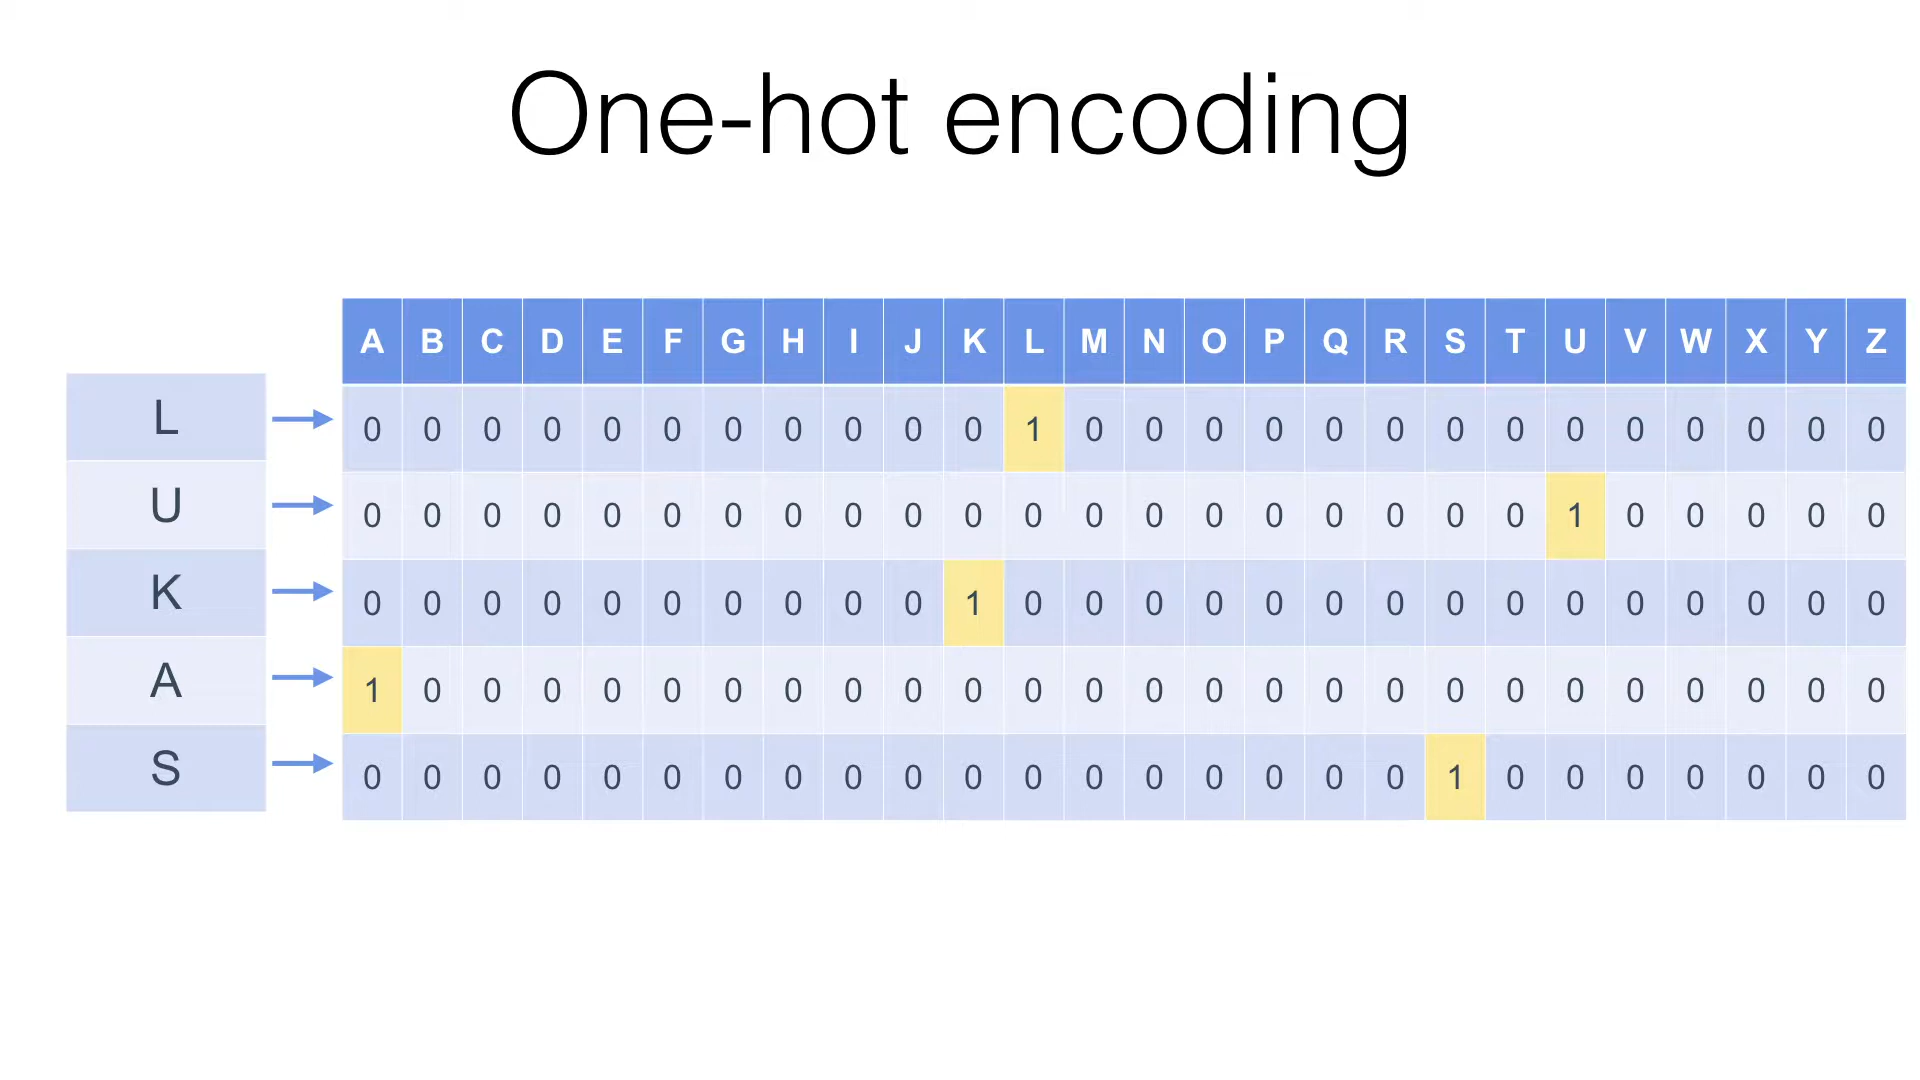 One-hot encoding
A B C D E F G H I J K L M N O P Q R S T U V W X Y Z
L 0 0 0 0 0 0 0 0 0 0 0 1 0 0 0 0 0 0 0 0 0 0 0 0 0 0
U 0 0 0 0 0 0 0 0 0 0 0 0 0 0 0 0 0 0 0 0 1 0 0 0 0 0
K 0 0 0 0 0 0 0 0 0 0 1 0 0 0 0 0 0 0 0 0 0 0 0 0 0 0
A 1 0 0 0 0 0 0 0 0 0 0 0 0 0 0 0 0 0 0 0 0 0 0 0 0 0
S 0 0 0 0 0 0 0 0 0 0 0 0 0 0 0 0 0 0 1 0 0 0 0 0 0 0